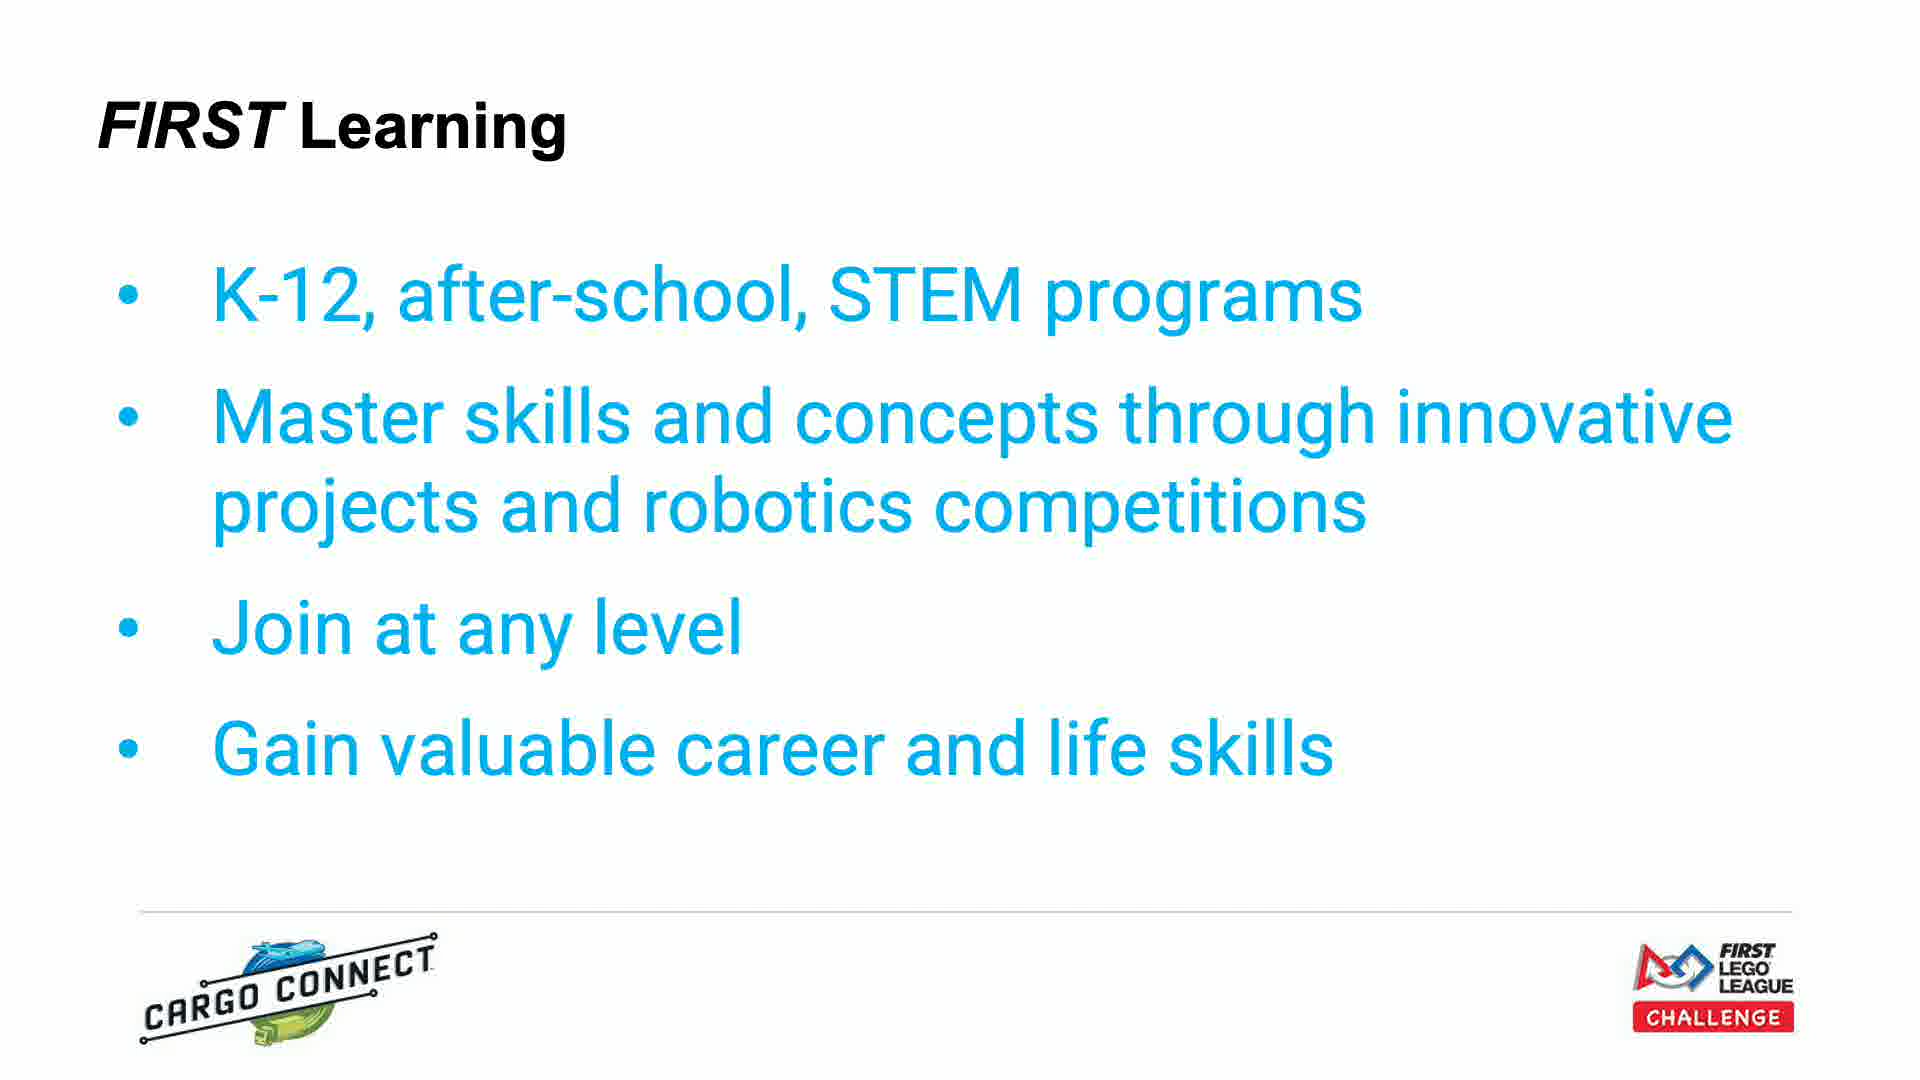 FIRST Learning
• K-12, after-school, STEM programs
• Master skills and concepts through innovative
projects and robotics competitions
• Join at any level
• Gain valuable career and life skills
CARGO CONNECT
FIRST
LEGO
LEAGUE
CHALLENGE